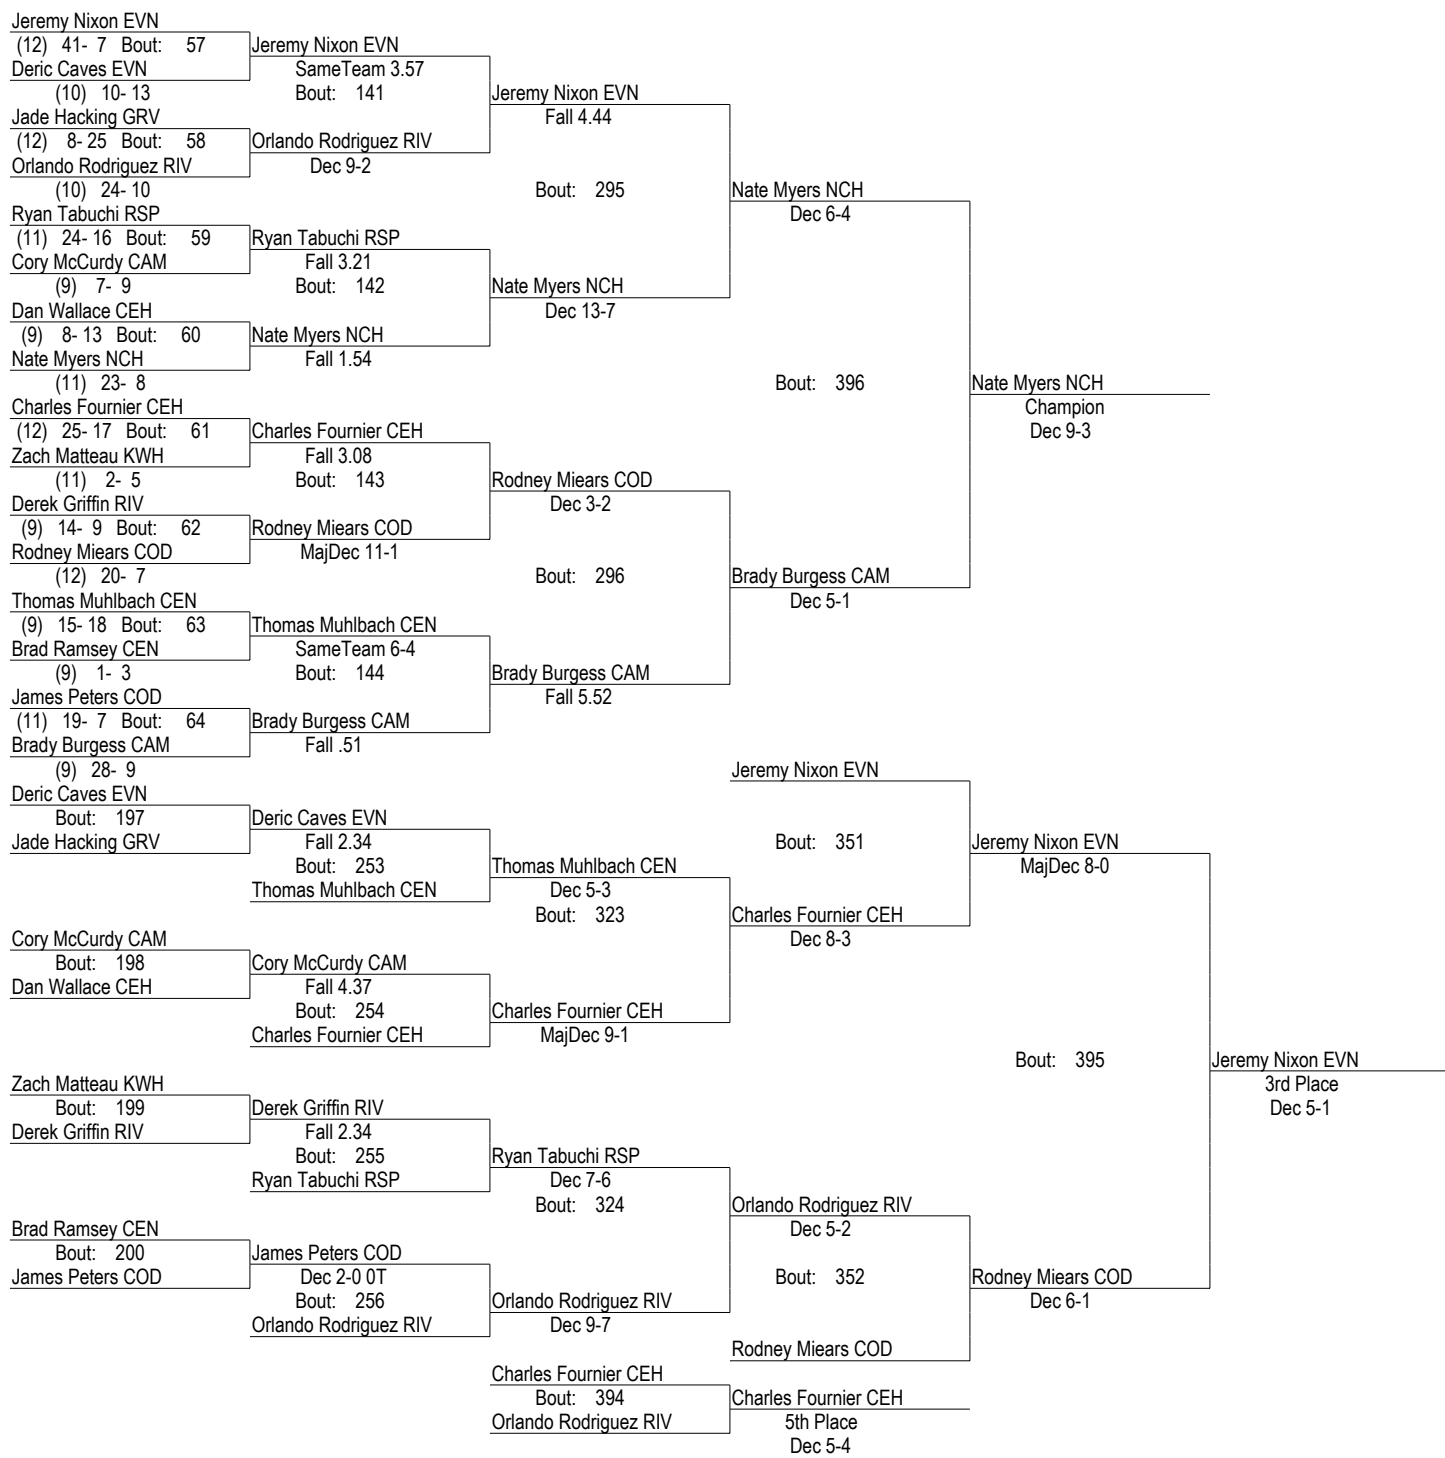 Jeremy Nixon EVN
(12) 41- 7 Bout: 57 Jeremy Nixon EVN
Deric Caves EVN SameTeam 3.57
(10) 10- 13 Bout: 141 Jeremy Nixon EVN
Jade Hacking GRV Fall 4.44
(12) 8- 25 Bout: 58 Orlando Rodriguez RIV
Orlando Rodriguez RIV Dec 9-2
(10) 24- 10 Bout: 295 Nate Myers NCH
Ryan Tabuchi RSP Dec 6-4
(11) 24- 16 Bout: 59 Ryan Tabuchi RSP
Cory McCurdy CAM Fall 3.21
(9) 7- 9 Bout: 142 Nate Myers NCH
Dan Wallace CEH Dec 13-7
(9) 8- 13 Bout: 60 Nate Myers NCH
Nate Myers NCH Fall 1.54
(11) 23- 8 Bout: 396 Nate Myers NCH
Charles Fournier CEH Champion
(12) 25- 17 Bout: 61 Charles Fournier CEH Dec 9-3
Zach Matteau KWH Fall 3.08
(11) 2- 5 Bout: 143 Rodney Miears COD
Derek Griffin RIV Dec 3-2
(9) 14- 9 Bout: 62 Rodney Miears COD
Rodney Miears COD MajDec 11-1
(12) 20- 7 Bout: 296 Brady Burgess CAM
Thomas Muhlbach CEN Dec 5-1
(9) 15- 18 Bout: 63 Thomas Muhlbach CEN
Brad Ramsey CEN SameTeam 6-4
(9) 1- 3 Bout: 144 Brady Burgess CAM
James Peters COD Fall 5.52
(11) 19- 7 Bout: 64 Brady Burgess CAM
Brady Burgess CAM Fall .51
(9) 28- 9 Jeremy Nixon EVN
Deric Caves EVN
Bout: 197 Deric Caves EVN
Jade Hacking GRV Fall 2.34 Bout: 351 Jeremy Nixon EVN
Bout: 253 Thomas Muhlbach CEN MajDec 8-0
Thomas Muhlbach CEN Dec 5-3
Bout: 323 Charles Fournier CEH
Cory McCurdy CAM Dec 8-3
Bout: 198 Cory McCurdy CAM
Dan Wallace CEH Fall 4.37
Bout: 254 Charles Fournier CEH
Charles Fournier CEH MajDec 9-1
Bout: 395 Jeremy Nixon EVN
Zach Matteau KWH 3rd Place
Bout: 199 Derek Griffin RIV Dec 5-1
Derek Griffin RIV Fall 2.34
Bout: 255 Ryan Tabuchi RSP
Ryan Tabuchi RSP Dec 7-6
Bout: 324 Orlando Rodriguez RIV
Brad Ramsey CEN Dec 5-2
Bout: 200 James Peters COD
James Peters COD Dec 2-0 0T Bout: 352 Rodney Miears COD
Bout: 256 Orlando Rodriguez RIV Dec 6-1
Orlando Rodriguez RIV Dec 9-7
Rodney Miears COD
Charles Fournier CEH
Bout: 394 Charles Fournier CEH
Orlando Rodriguez RIV 5th Place
Dec 5-4